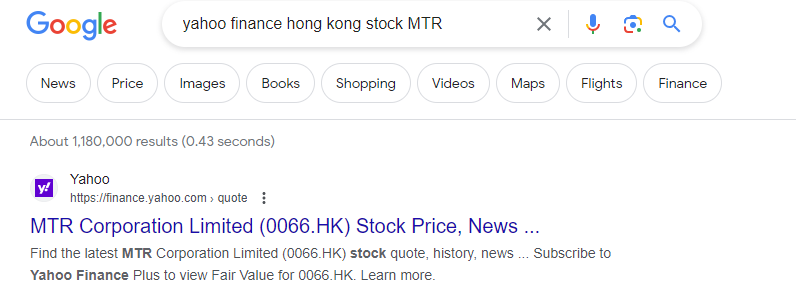 Google
yahoo finance hong kong stock MTR
News Price Images Books Shopping Videos Maps Flights Finance
About 1,180,000 results (0.43 seconds)
y!
Yahoo
https://finance.yahoo.com › quote
MTR Corporation Limited (0066.HK) Stock Price, News ...
Find the latest MTR Corporation Limited (0066.HK) stock quote, history, news ... Subscribe to
Yahoo Finance Plus to view Fair Value for 0066.HK. Learn more.